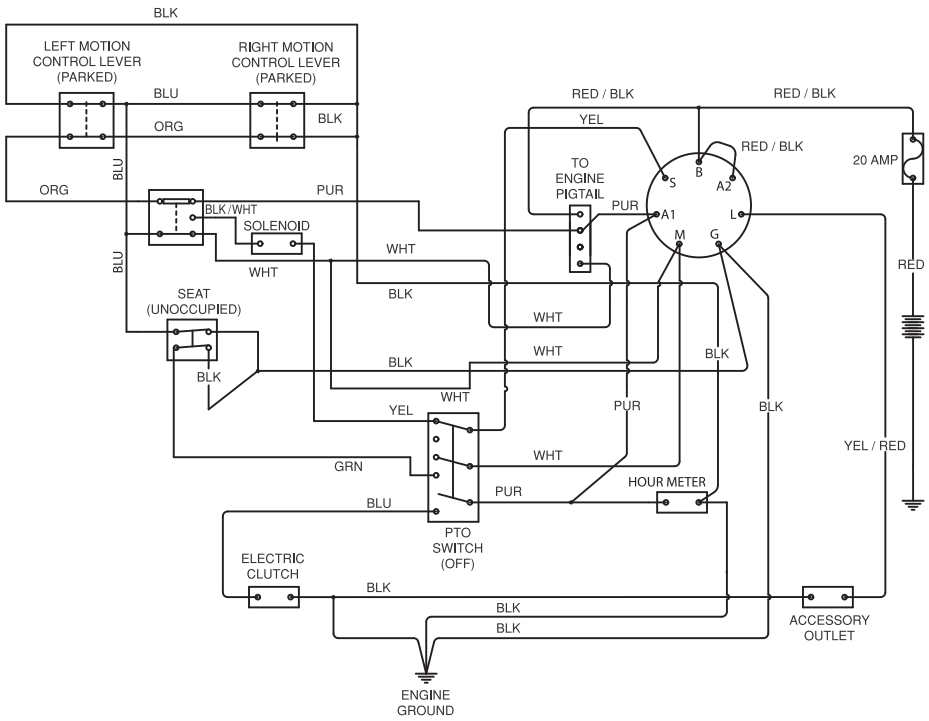 BLK
LEFT MOTION
CONTROL LEVER
(PARKED)
RIGHT MOTION
CONTROL LEVER
(PARKED)
BLU
BLK
ORG
RED / BLK
RED / BLK
YEL
B
RED / BLK
20 AMP
TO
ENGINE
PIGTAIL
S
A2
BLU
ORG
PUR
PUR
A1
L
BLK / WHT
SOLENOID
M
G
WHT
WHT
BLU
RED
BLK
SEAT
(UNOCCUPIED)
WHT
WHT
BLK
BLK
BLK
WHT
YEL
PUR
BLK
YEL / RED
GRN
WHT
HOUR METER
BLU
PUR
PTO
SWITCH
(OFF)
ELECTRIC
CLUTCH
BLK
BLK
BLK
ACCESSORY
OUTLET
ENGINE
GROUND